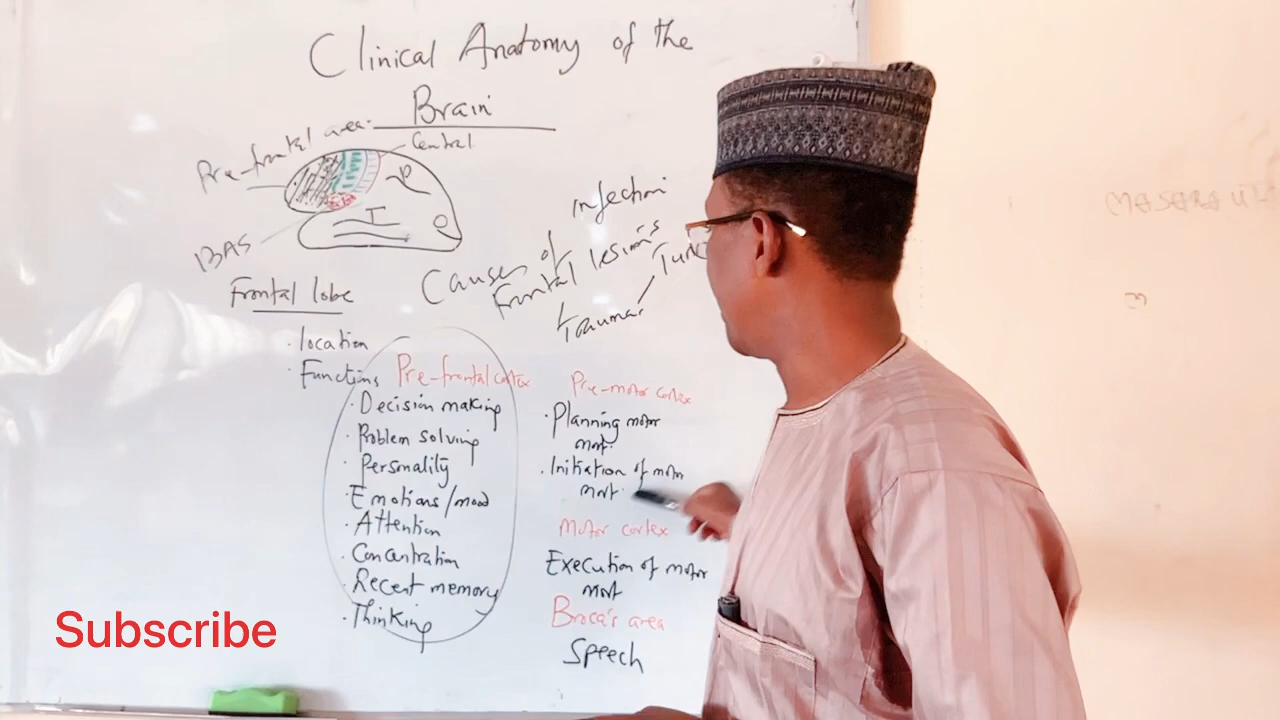 Clinical Anatomy of the
Brain
Pre-frontal area.
Central
P
T
O
BAS
Infection
Causes of
Frontal lesions
Trauma
Frontal lobe
. location
. Functions
Pre-frontal cortex
. Decision making
. Problem solving
. Personality
. Emotions/mood
. Attention
. Concentration
. Recent memory
. Thinking
Pre-motor cortex
. Planning motor
mvt.
. Initiation of motor
mvt.
Motor cortex
Execution of motor
mvt
Broca's area
Speech
Subscribe